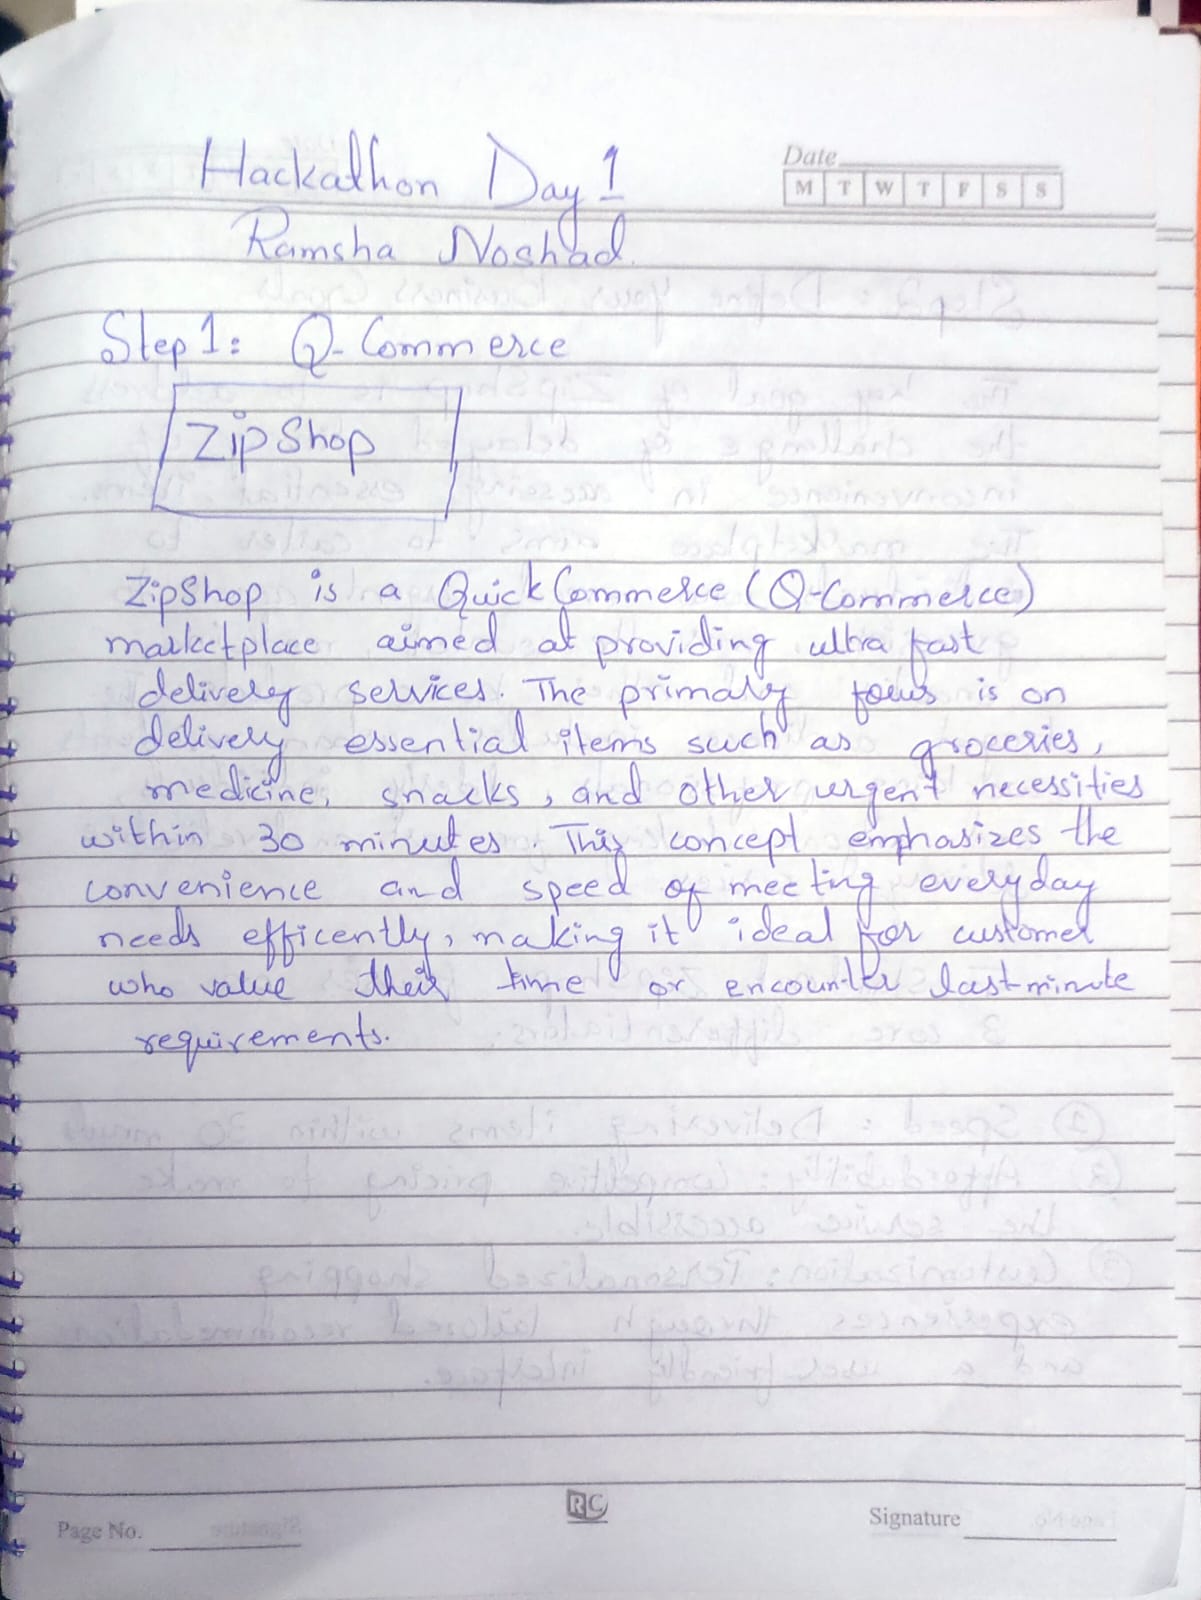 Hackathon Day 1
Date
M T W T F S S
Ramsha Noshad.
Step 1: Q-Commerce
ZipShop
ZipShop is a Quick Commerce (Q-Commerce)
marketplace aimed at providing ultra fast
delivery services. The primary focus is on
delivery essential items such as groceries,
medicine, snacks, and other urgent necessities
within 30 minutes. This concept emphasizes the
convenience and speed of meeting everyday
needs efficently, making it ideal for customer
who value their time or encounter last minute
requirements.
RC
Page No.
Signature